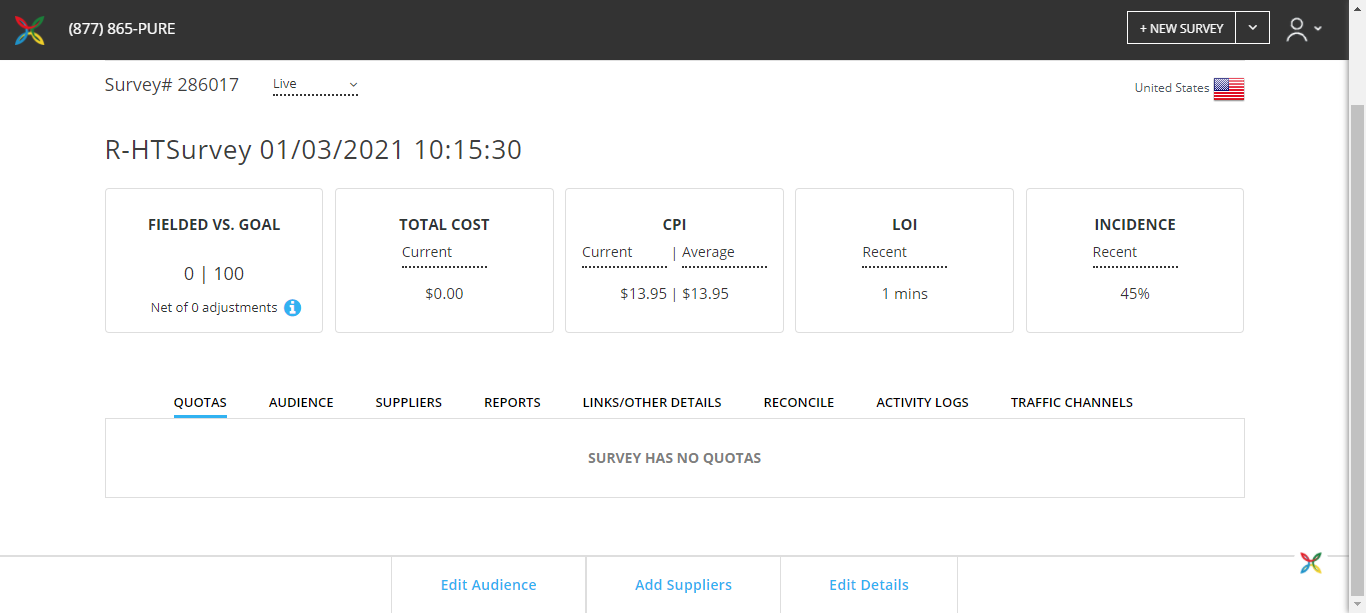 (877) 865-PURE
+ NEW SURVEY
Survey# 286017
Live
United States
R-HTSurvey 01/03/2021 10:15:30
FIELDED VS. GOAL
0 | 100
Net of 0 adjustments
TOTAL COST
Current
$0.00
CPI
Current | Average
$13.95 | $13.95
LOI
Recent
1 mins
INCIDENCE
Recent
45%
QUOTAS AUDIENCE SUPPLIERS REPORTS LINKS/OTHER DETAILS RECONCILE ACTIVITY LOGS TRAFFIC CHANNELS
SURVEY HAS NO QUOTAS
Edit Audience Add Suppliers Edit Details